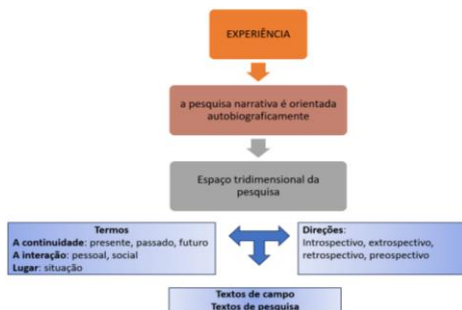 EXPERIÊNCIA
a pesquisa narrativa é orientada
autobiograficamente
Espaço tridimensional da
pesquisa
Termos
A continuidade: presente, passado, futuro
A interação: pessoal, social
Lugar: situação
Direções:
Introspectivo, extrospectivo,
retrospectivo, preospectivo
Textos de campo
Textos de pesquisa